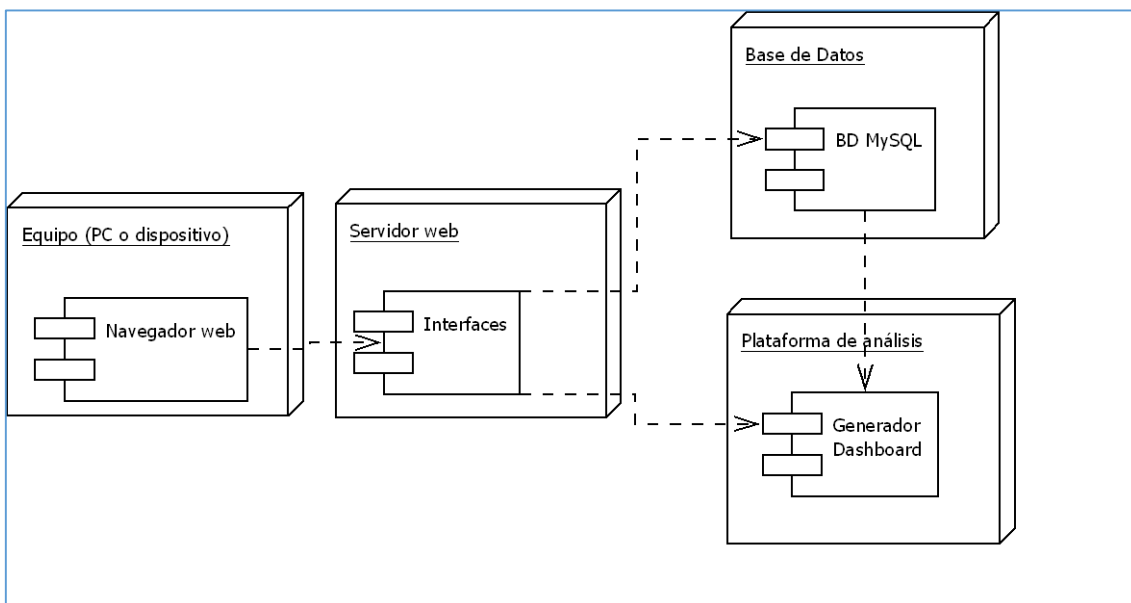 Equipo (PC o dispositivo)
Navegador web
Servidor web
Interfaces
Base de Datos
BD MySQL
Plataforma de análisis
Generador
Dashboard